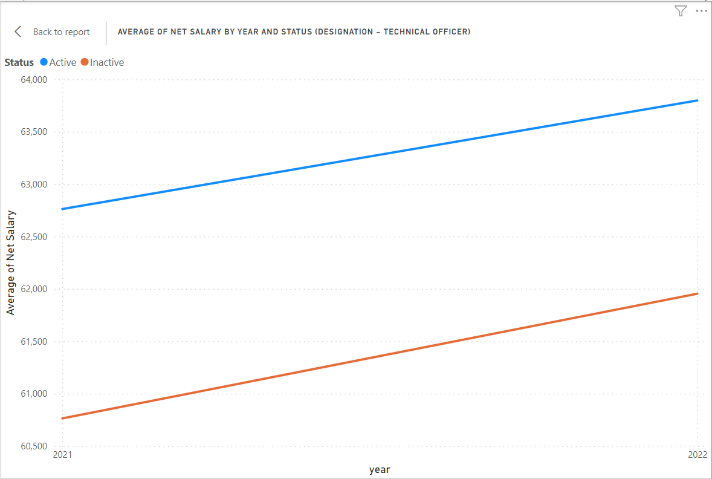 Back to report
AVERAGE OF NET SALARY BY YEAR AND STATUS (DESIGNATION - TECHNICAL OFFICER)
Status Active Inactive
64,000
63,500
63,000
62,500
62,000
61,500
61,000
60,500
Average of Net Salary
2021 2022
year